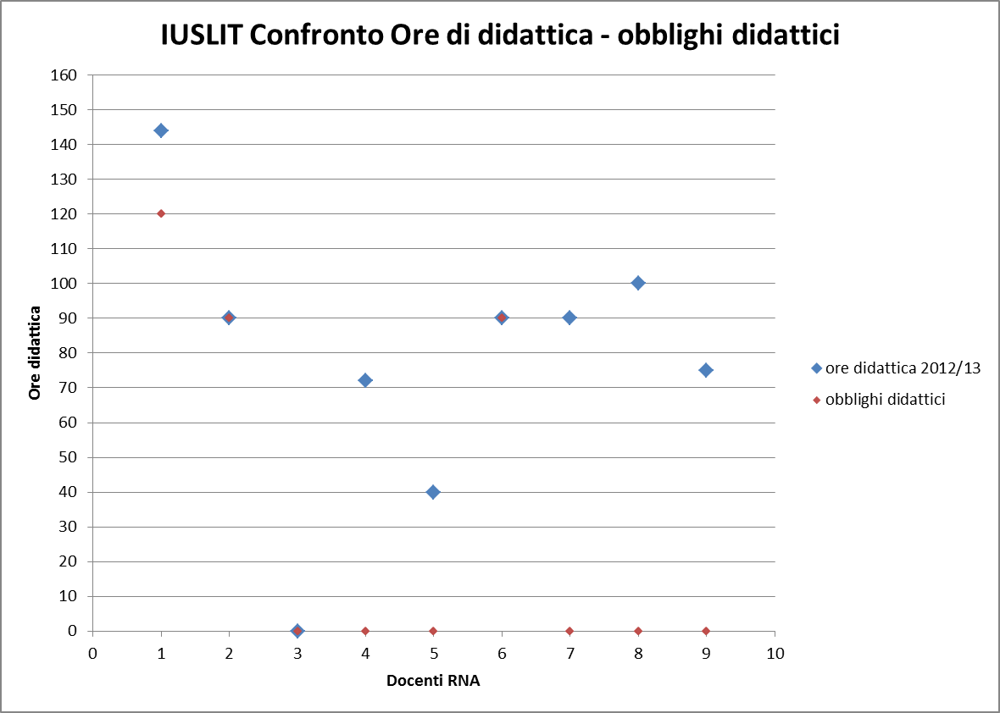 IUSLIT Confronto Ore di didattica - obblighi didattici
160
150
140
130
120
110
100
90
80
70
60
50
40
30
20
10
0
Ore didattica
0 1 2 3 4 5 6 7 8 9 10
Docenti RNA
ore didattica 2012/13
obblighi didattici